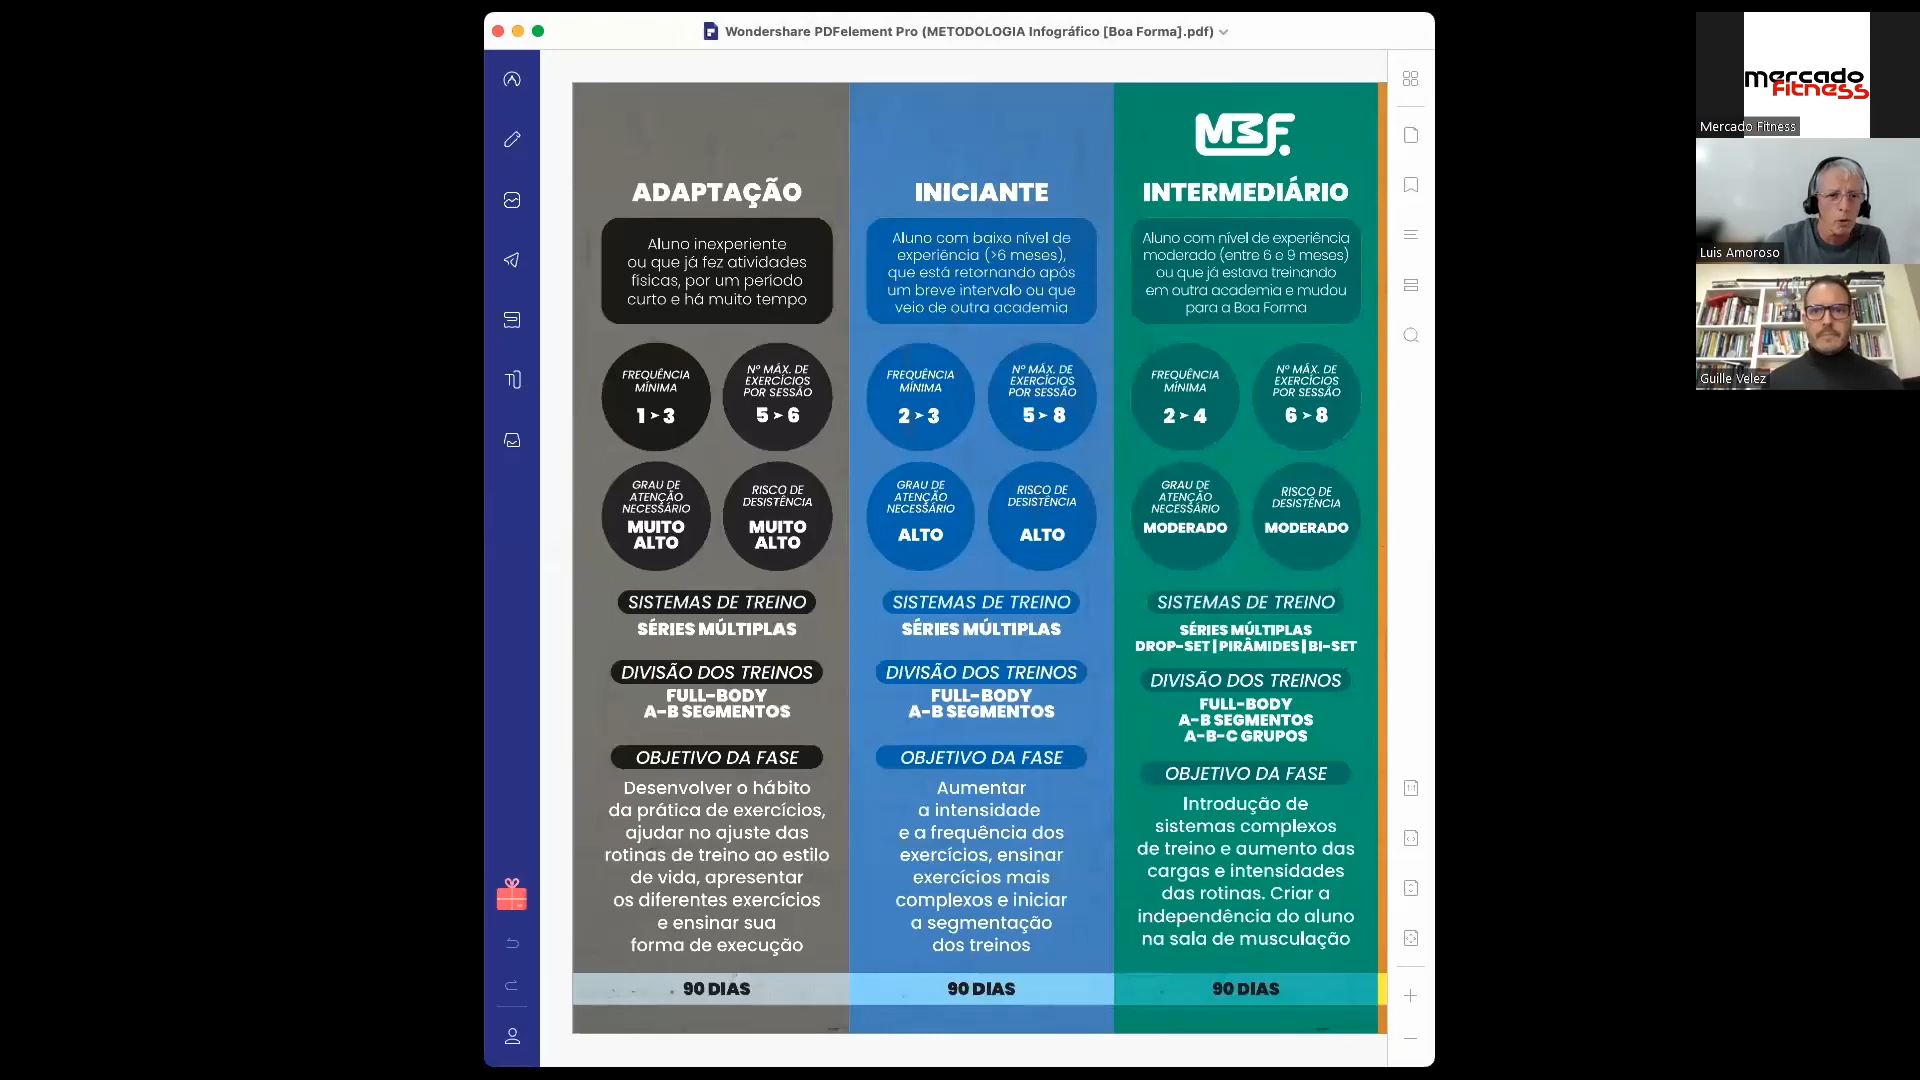 Wondershare PDFelement Pro (METODOLOGIA Infográfico [Boa Forma].pdf)
ADAPTAÇÃO
Aluno inexperiente
ou que já fez atividades
físicas, por um período
curto e há muito tempo
FREQUÊNCIA
MÍNIMA
1 > 3
Nº MÁX. DE
EXERCÍCIOS
POR SESSÃO
5 > 6
GRAU DE
ATENÇÃO
NECESSÁRIO
MUITO
ALTO
RISCO DE
DESISTÊNCIA
MUITO
ALTO
SISTEMAS DE TREINO
SÉRIES MÚLTIPLAS
DIVISÃO DOS TREINOS
FULL-BODY
A-B SEGMENTOS
OBJETIVO DA FASE
Desenvolver o hábito
da prática de exercícios,
ajudar no ajuste das
rotinas de treino ao estilo
de vida, apresentar
os diferentes exercícios
e ensinar sua
forma de execução
90 DIAS
INICIANTE
Aluno com baixo nível de
experiência (>6 meses),
que está retornando após
um breve intervalo ou que
veio de outra academia
FREQUÊNCIA
MÍNIMA
2 > 3
Nº MÁX. DE
EXERCÍCIOS
POR SESSÃO
5 > 8
GRAU DE
ATENÇÃO
NECESSÁRIO
ALTO
RISCO DE
DESISTÊNCIA
ALTO
SISTEMAS DE TREINO
SÉRIES MÚLTIPLAS
DIVISÃO DOS TREINOS
FULL-BODY
A-B SEGMENTOS
OBJETIVO DA FASE
Aumentar
a intensidade
e a frequência dos
exercícios, ensinar
exercícios mais
complexos e iniciar
a segmentação
dos treinos
90 DIAS
M3F.
INTERMEDIÁRIO
Aluno com nível de experiência
moderado (entre 6 e 9 meses)
ou que já estava treinando
em outra academia e mudou
para a Boa Forma
FREQUÊNCIA
MÍNIMA
2 > 4
Nº MÁX. DE
EXERCÍCIOS
POR SESSÃO
6 > 8
GRAU DE
ATENÇÃO
NECESSÁRIO
MODERADO
RISCO DE
DESISTÊNCIA
MODERADO
SISTEMAS DE TREINO
SÉRIES MÚLTIPLAS
DROP-SET|PIRÂMIDES|BI-SET
DIVISÃO DOS TREINOS
FULL-BODY
A-B SEGMENTOS
A-B-C GRUPOS
OBJETIVO DA FASE
Introdução de
sistemas complexos
de treino e aumento das
cargas e intensidades
das rotinas. Criar a
independência do aluno
na sala de musculação
90 DIAS
mercado
Fitness
Mercado Fitness
Luis Amoroso
Guille Velez